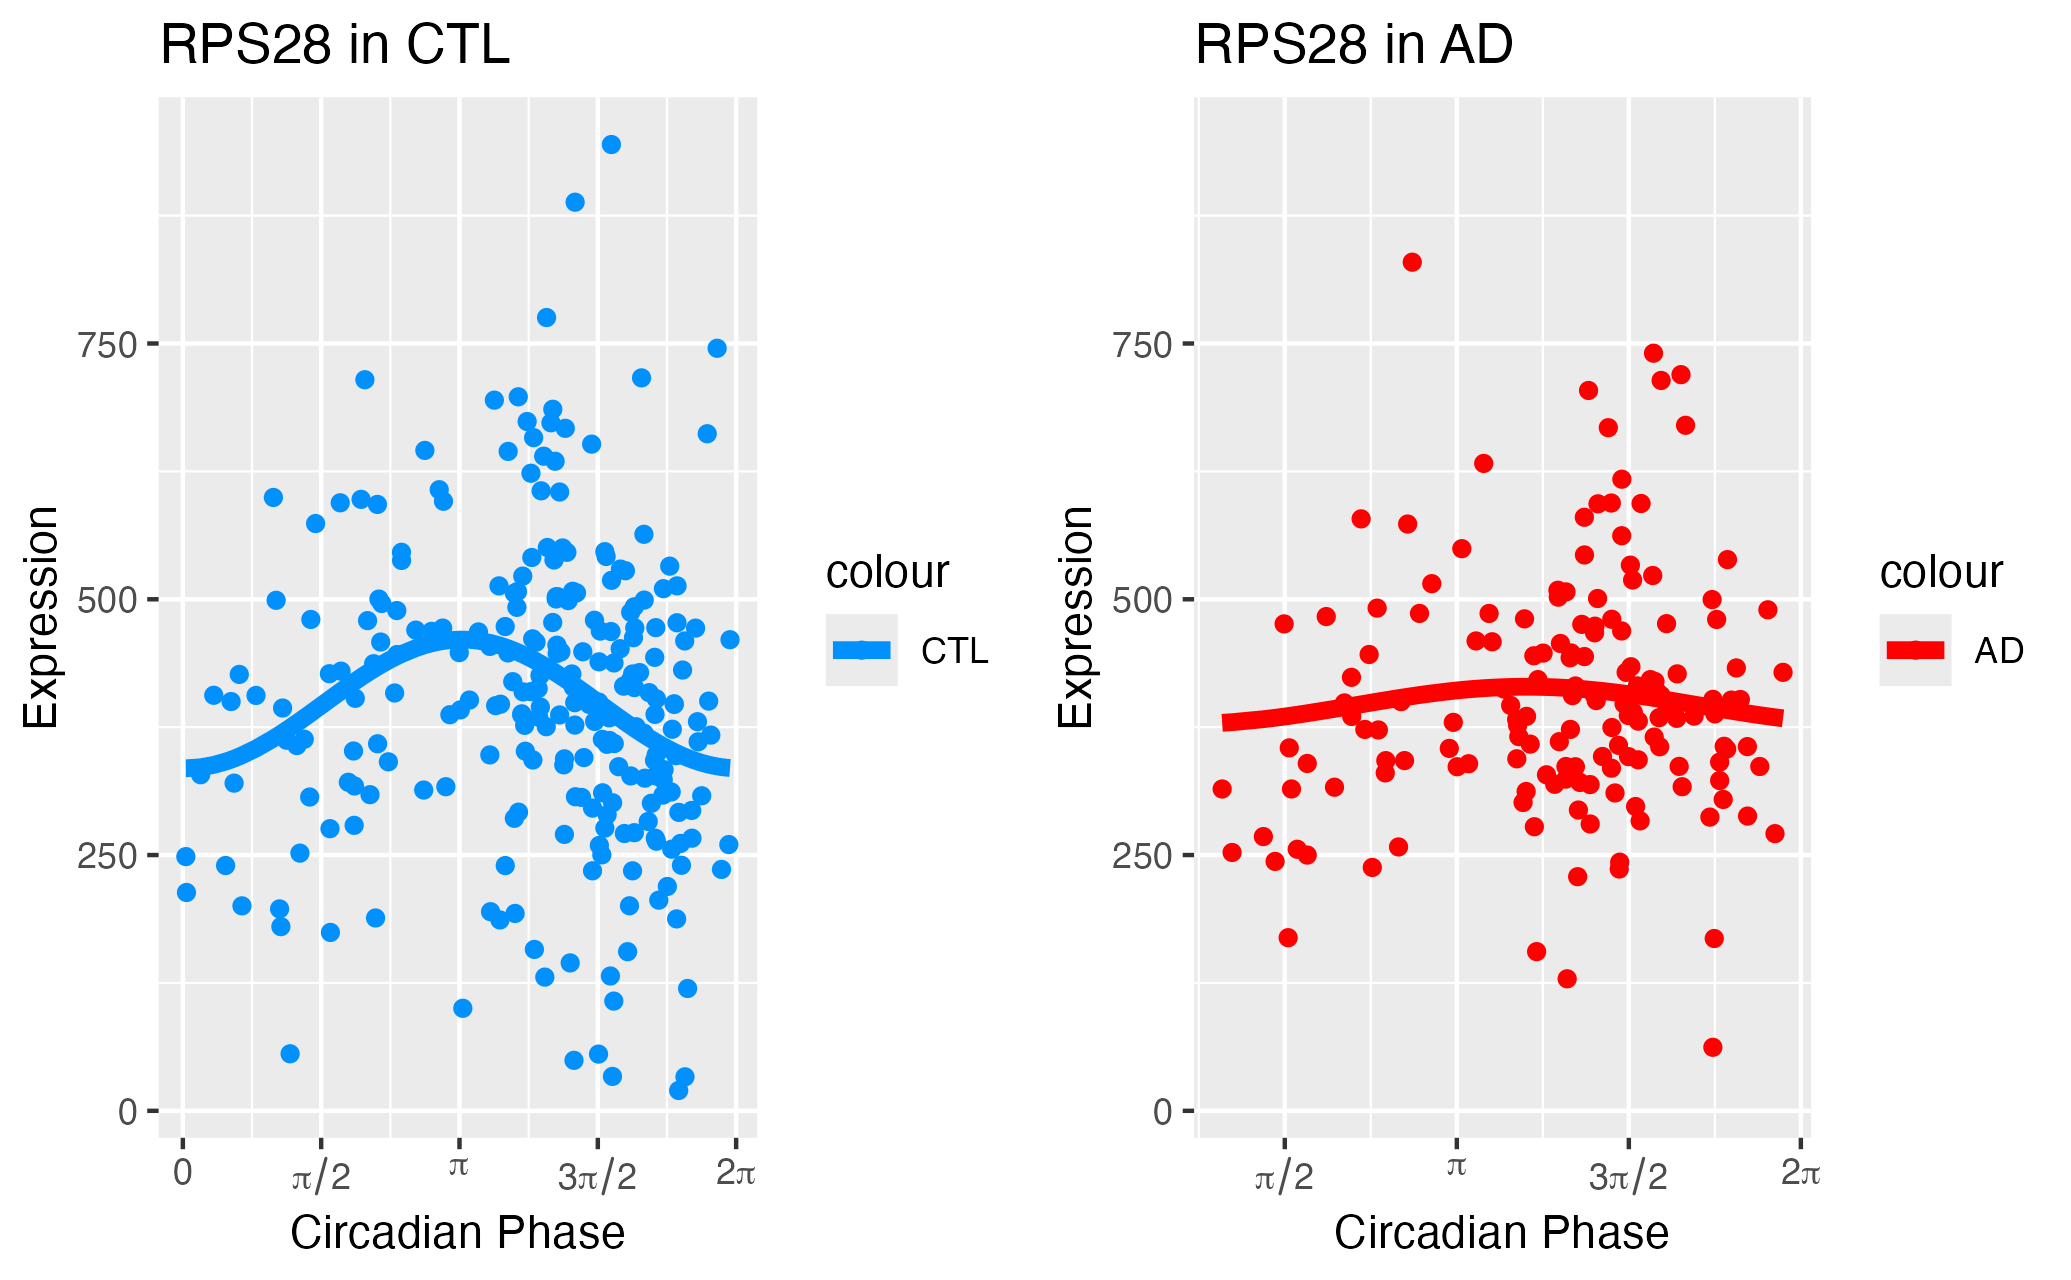 RPS28 in CTL
750
500
250
0
Expression
0
π/2
π
3π/2
2π
Circadian Phase
colour
CTL
RPS28 in AD
750
500
250
0
Expression
π/2
π
3π/2
2π
Circadian Phase
colour
AD